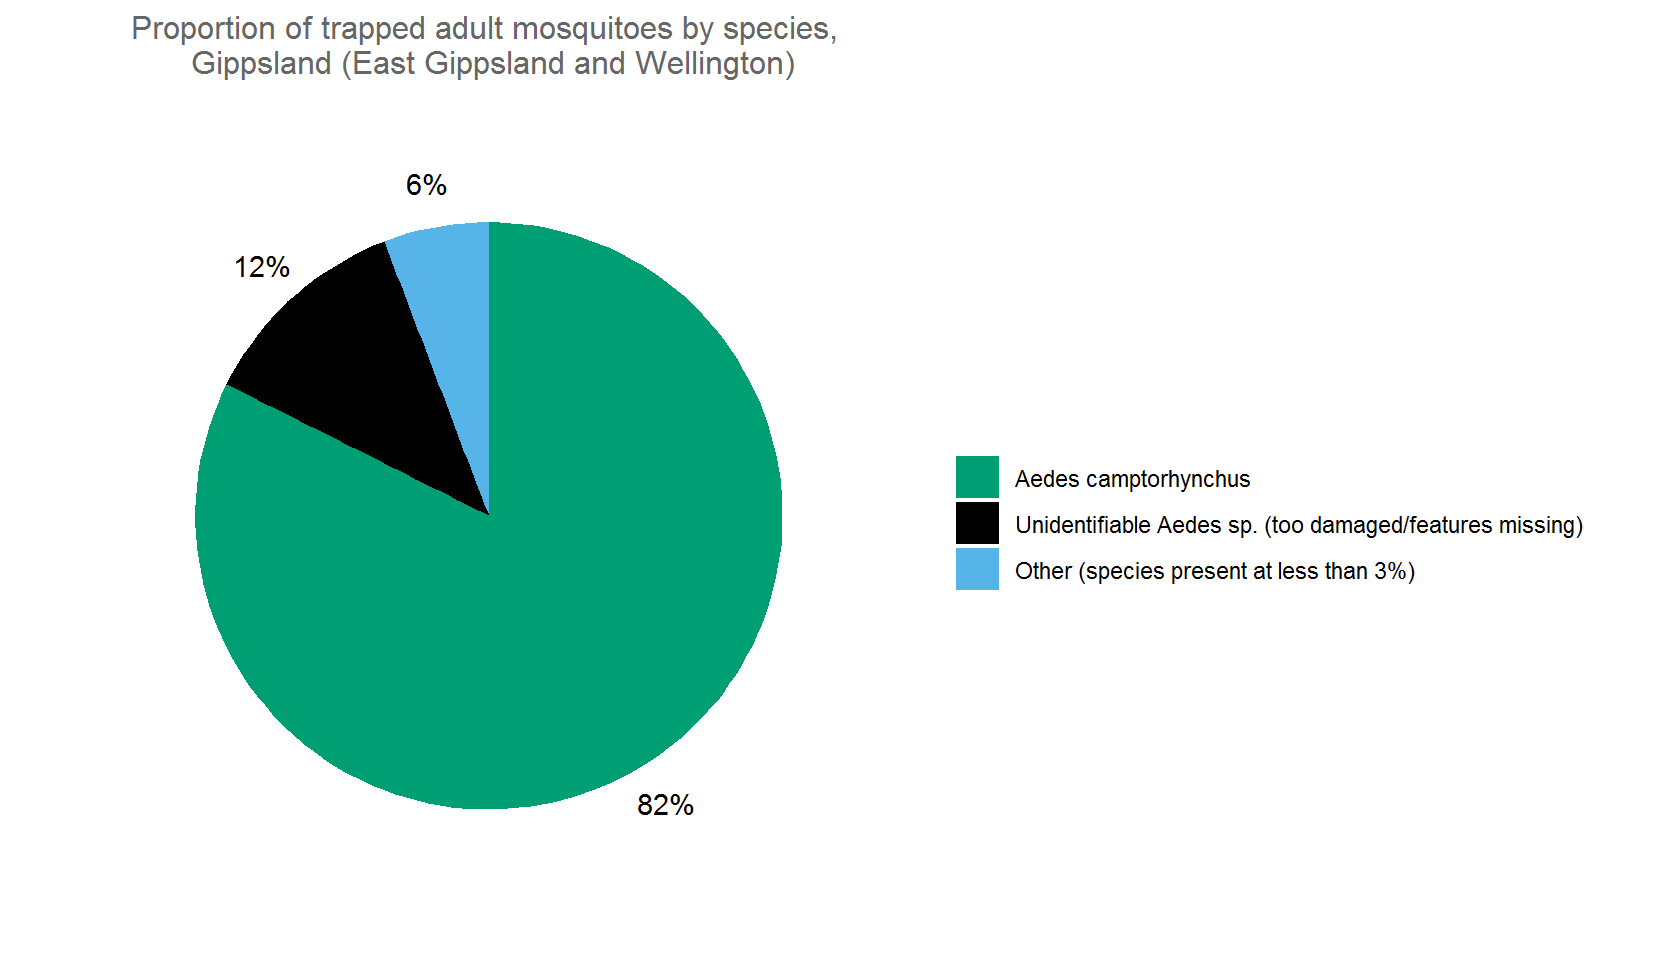 Proportion of trapped adult mosquitoes by species,
Gippsland (East Gippsland and Wellington)
6%
12%
82%
Aedes camptorhynchus
Unidentifiable Aedes sp. (too damaged/features missing)
Other (species present at less than 3%)